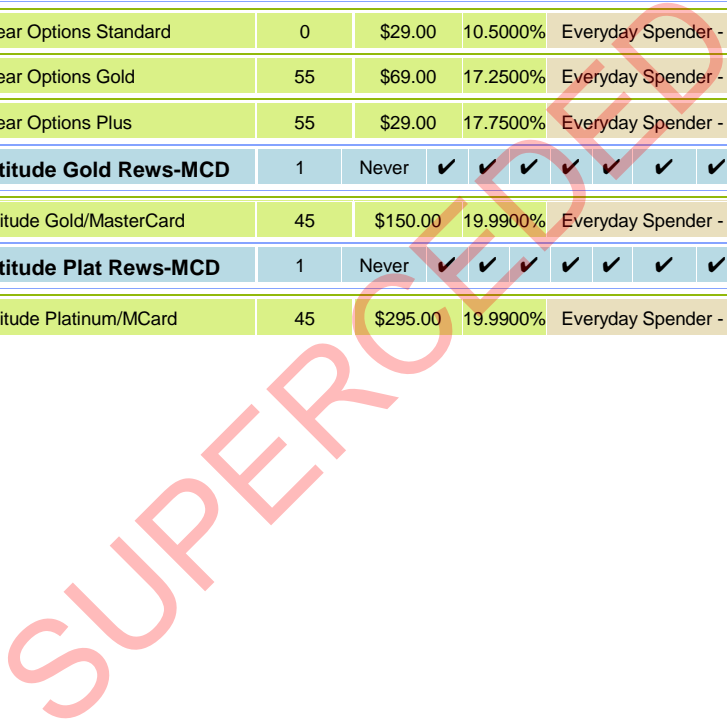 ear Options Standard 0 $29.00 10.5000% Everyday Spender -
ear Options Gold 55 $69.00 17.2500% Everyday Spender -
ear Options Plus 55 $29.00 17.7500% Everyday Spender -
titude Gold Rews-MCD 1 Never ✔ ✔ ✔ ✔ ✔ ✔ ✔
itude Gold/MasterCard 45 $150.00 19.9900% Everyday Spender -
titude Plat Rews-MCD 1 Never ✔ ✔ ✔ ✔ ✔ ✔ ✔
itude Platinum/MCard 45 $295.00 19.9900% Everyday Spender -
SUPERCEDED